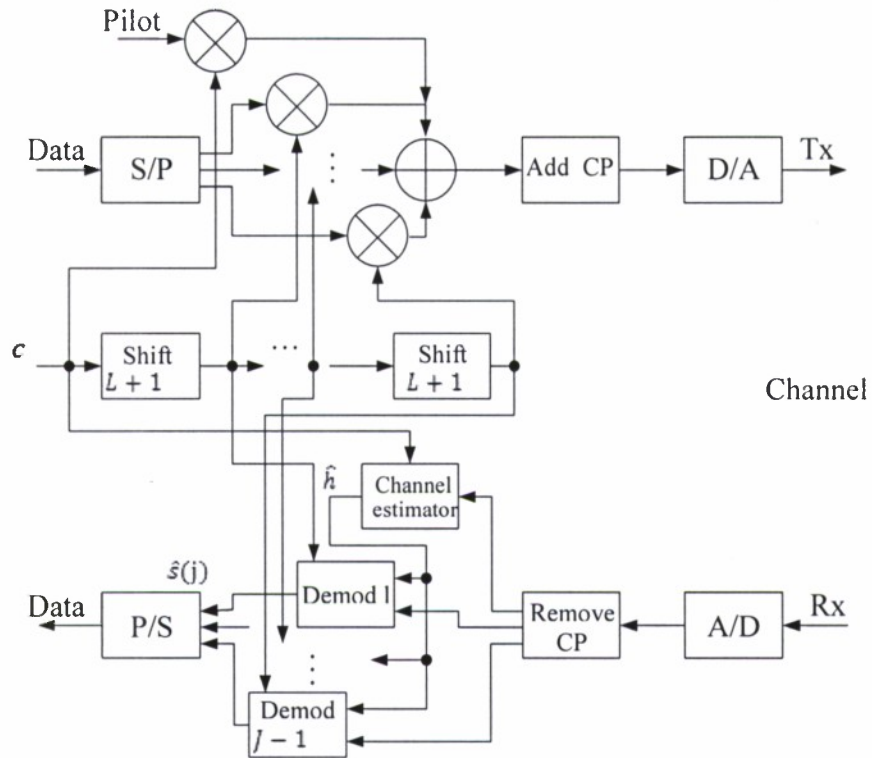 Pilot
Data
S/P
Add CP
D/A
Tx
c
Shift
L + 1
...
Shift
L + 1
Channel
ĥ
Channel
estimator
ŝ(j)
Data
P/S
Demod 1
Remove
CP
A/D
Rx
Demod
J − 1